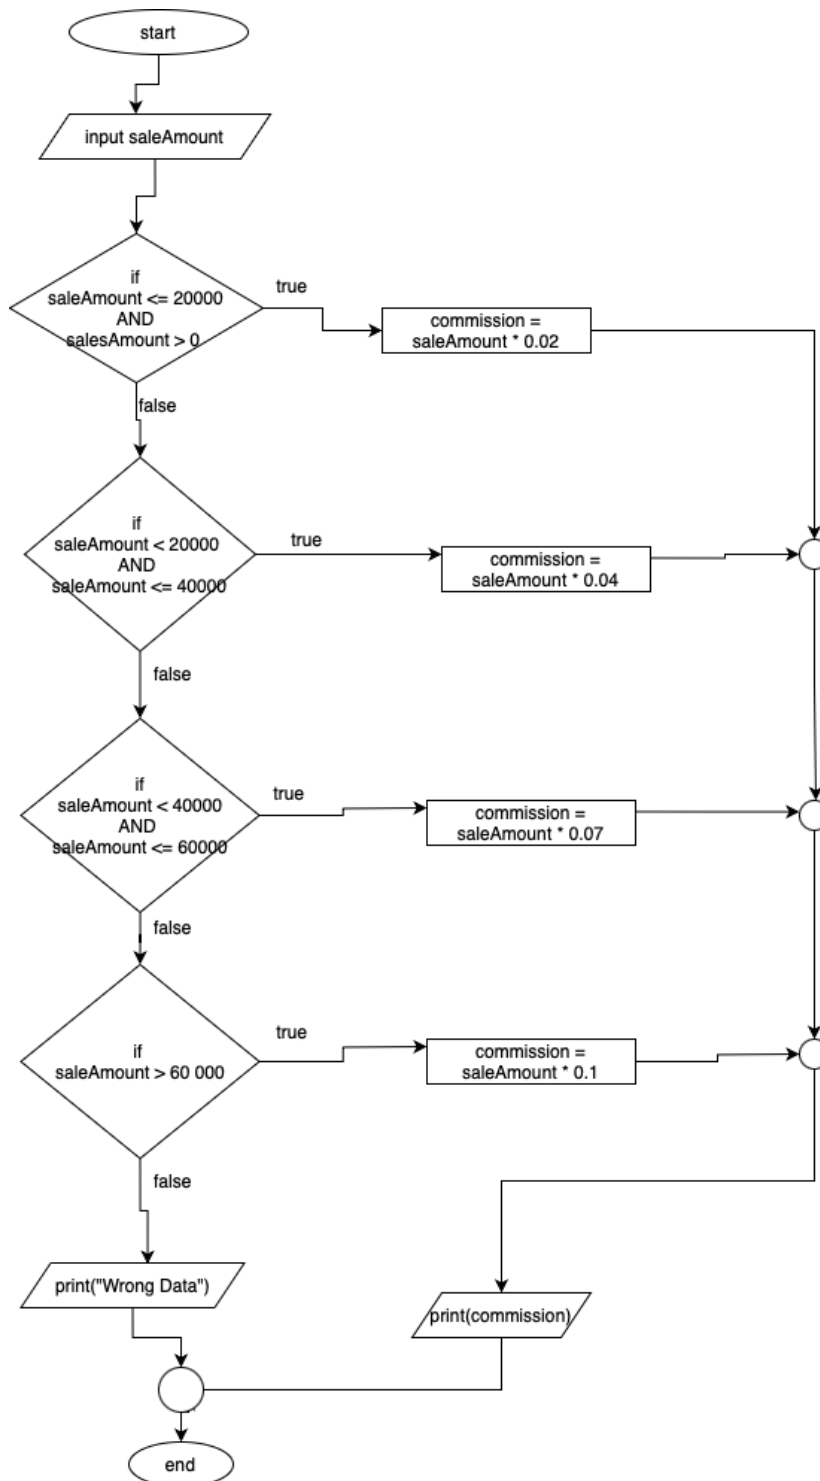 start
input saleAmount
if
saleAmount <= 20000
AND
salesAmount > 0
true
commission =
saleAmount * 0.02
false
if
saleAmount < 20000
AND
saleAmount <= 40000
true
commission =
saleAmount * 0.04
false
if
saleAmount < 40000
AND
saleAmount <= 60000
true
commission =
saleAmount * 0.07
false
if
saleAmount > 60 000
true
commission =
saleAmount * 0.1
false
print("Wrong Data")
print(commission)
end